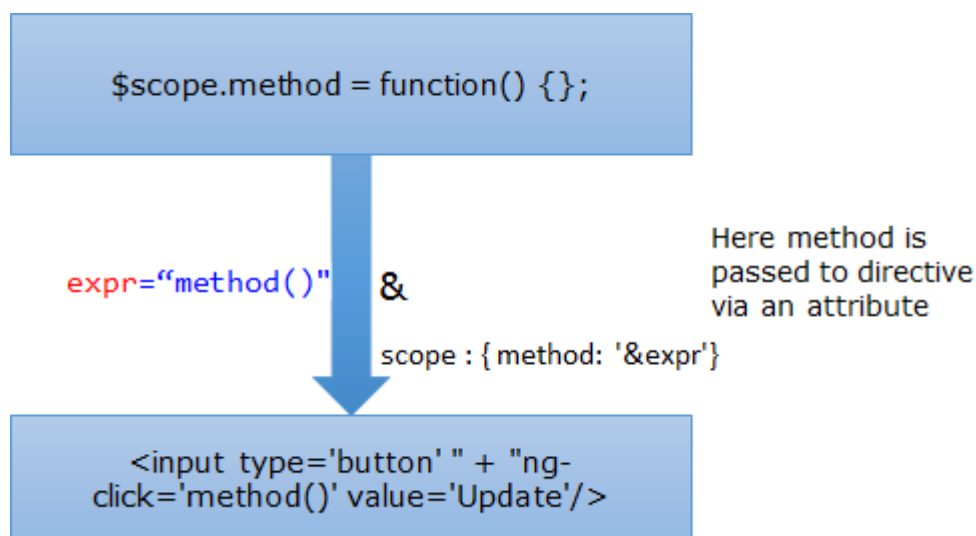 $scope.method = function() {};
expr=“method()"
&
scope : { method: '&expr'}
Here method is
passed to directive
via an attribute
<input type='button' " + "ng-
click='method()' value='Update'/>